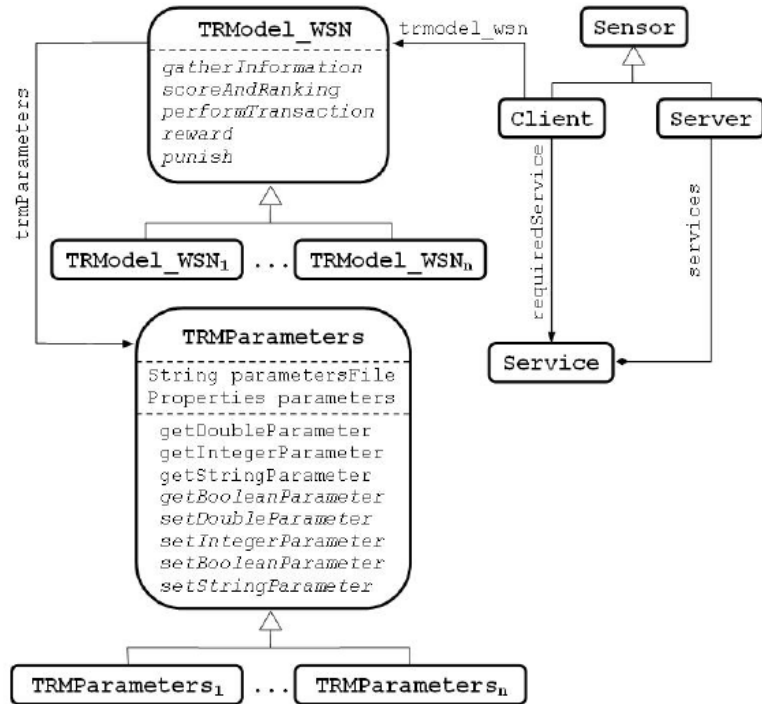 TRModel_WSN
gatherInformation
scoreAndRanking
performTransaction
reward
punish
trmodel_wsn
Sensor
Client
Server
trmParameters
requiredService
services
TRModel_WSN₁ ... TRModel_WSNₙ
Service
TRMParameters
String parametersFile
Properties parameters
getDoubleParameter
getIntegerParameter
getStringParameter
getBooleanParameter
setDoubleParameter
setIntegerParameter
setBooleanParameter
setStringParameter
TRMParameters₁ ... TRMParametersₙ